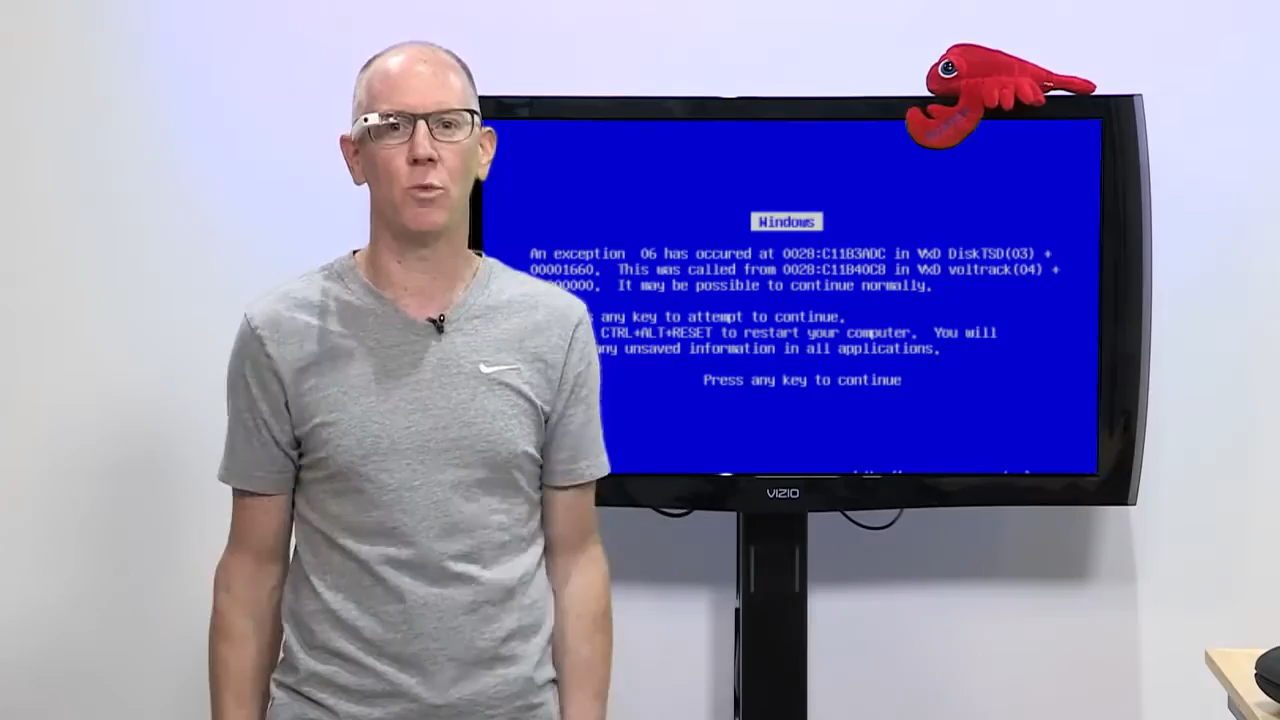 Windows
An exception 06 has occured at 0028:C11B3ADC in VxD DiskTSD(03) +
00001660. This was called from 0028:C11B40C8 in VxD voltrack(04) +
000000. It may be possible to continue normally.
any key to attempt to continue.
CTRL+ALT+RESET to restart your computer. You will
any unsaved information in all applications.
Press any key to continue
VIZIO